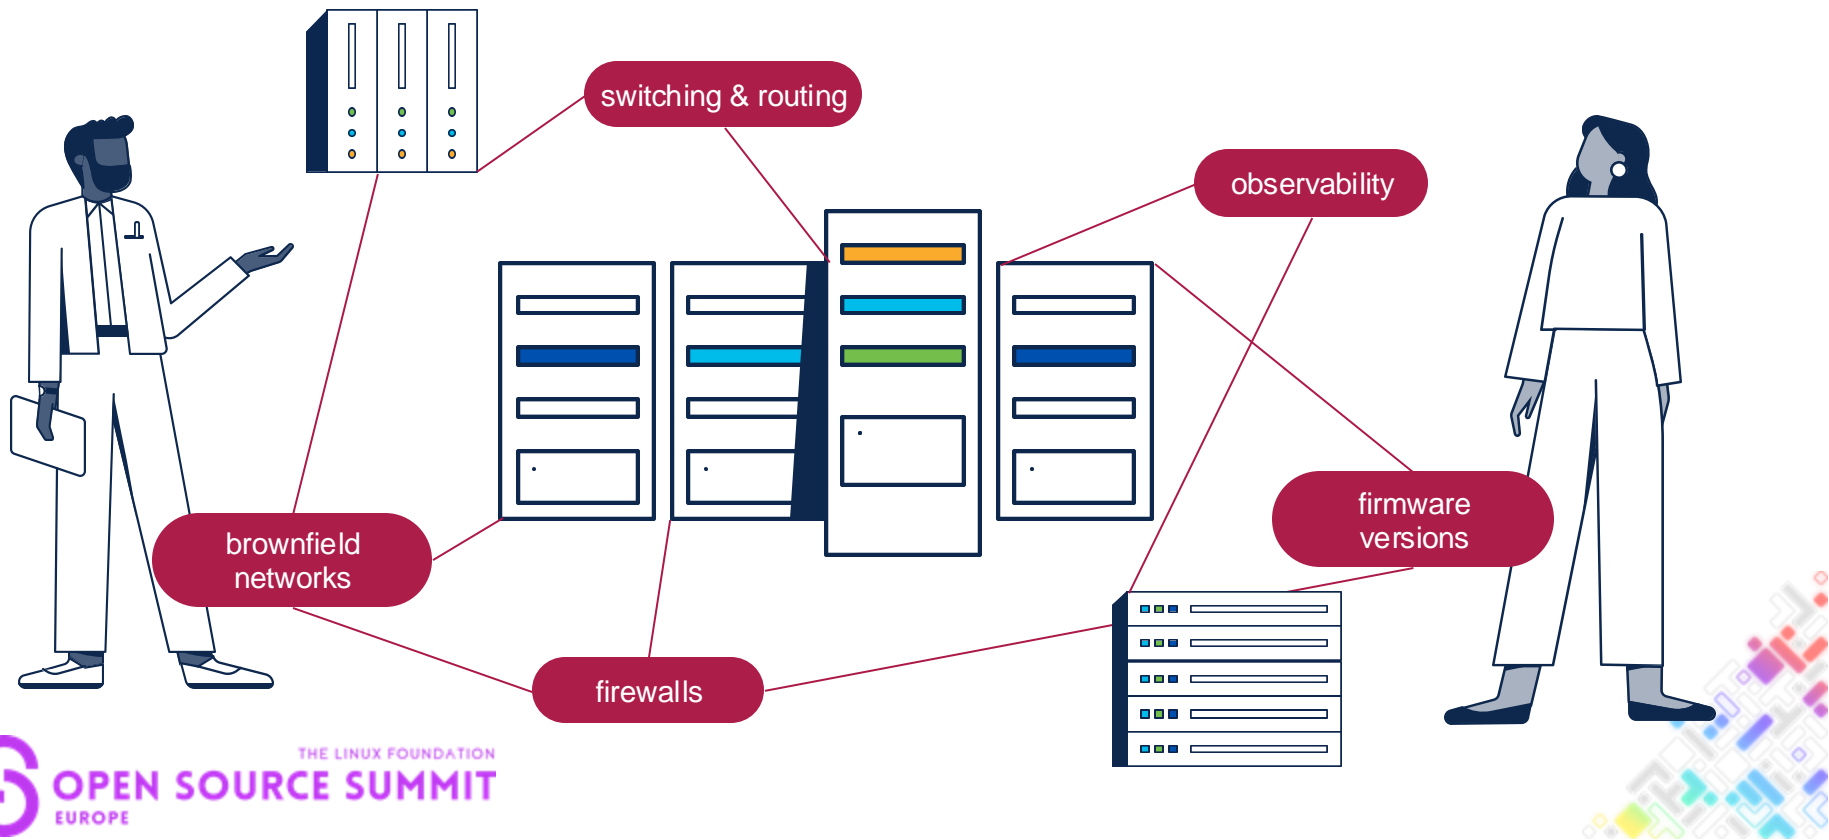 switching & routing
observability
firmware
versions
brownfield
networks
firewalls
THE LINUX FOUNDATION
OPEN SOURCE SUMMIT
EUROPE